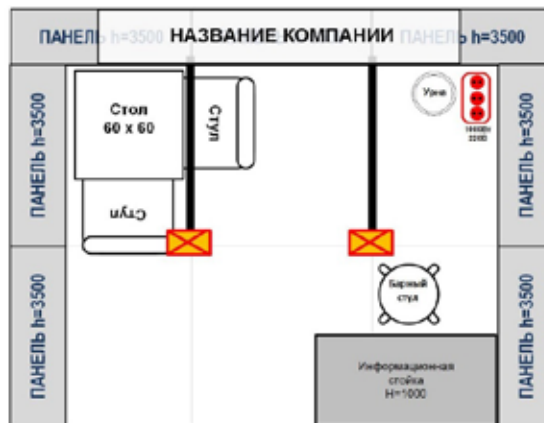 ПАНЕЛЬ h=3500
НАЗВАНИЕ КОМПАНИИ
ПАНЕЛЬ h=3500
ПАНЕЛЬ h=3500
Стол
60 x 60
Стул
Урна
ПАНЕЛЬ h=3500
Стул
ПАНЕЛЬ h=3500
Барный
стул
ПАНЕЛЬ h=3500
Информационная
стойка
H=1000